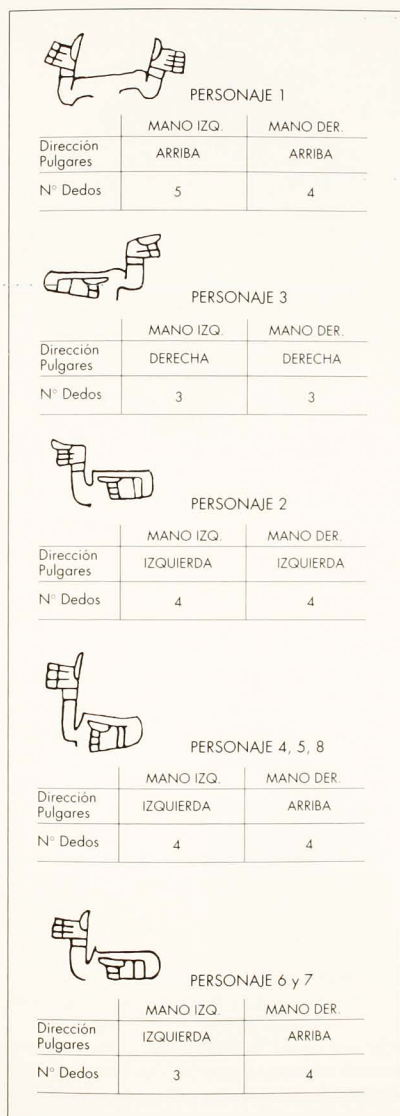 PERSONAJE 1
MANO IZQ. MANO DER.
Dirección
Pulgares ARRIBA ARRIBA
N° Dedos 5 4
PERSONAJE 3
MANO IZQ. MANO DER.
Dirección
Pulgares DERECHA DERECHA
N° Dedos 3 3
PERSONAJE 2
MANO IZQ. MANO DER.
Dirección
Pulgares IZQUIERDA IZQUIERDA
N° Dedos 4 4
PERSONAJE 4, 5, 8
MANO IZQ. MANO DER.
Dirección
Pulgares IZQUIERDA ARRIBA
N° Dedos 4 4
PERSONAJE 6 y 7
MANO IZQ. MANO DER.
Dirección
Pulgares IZQUIERDA ARRIBA
N° Dedos 3 4